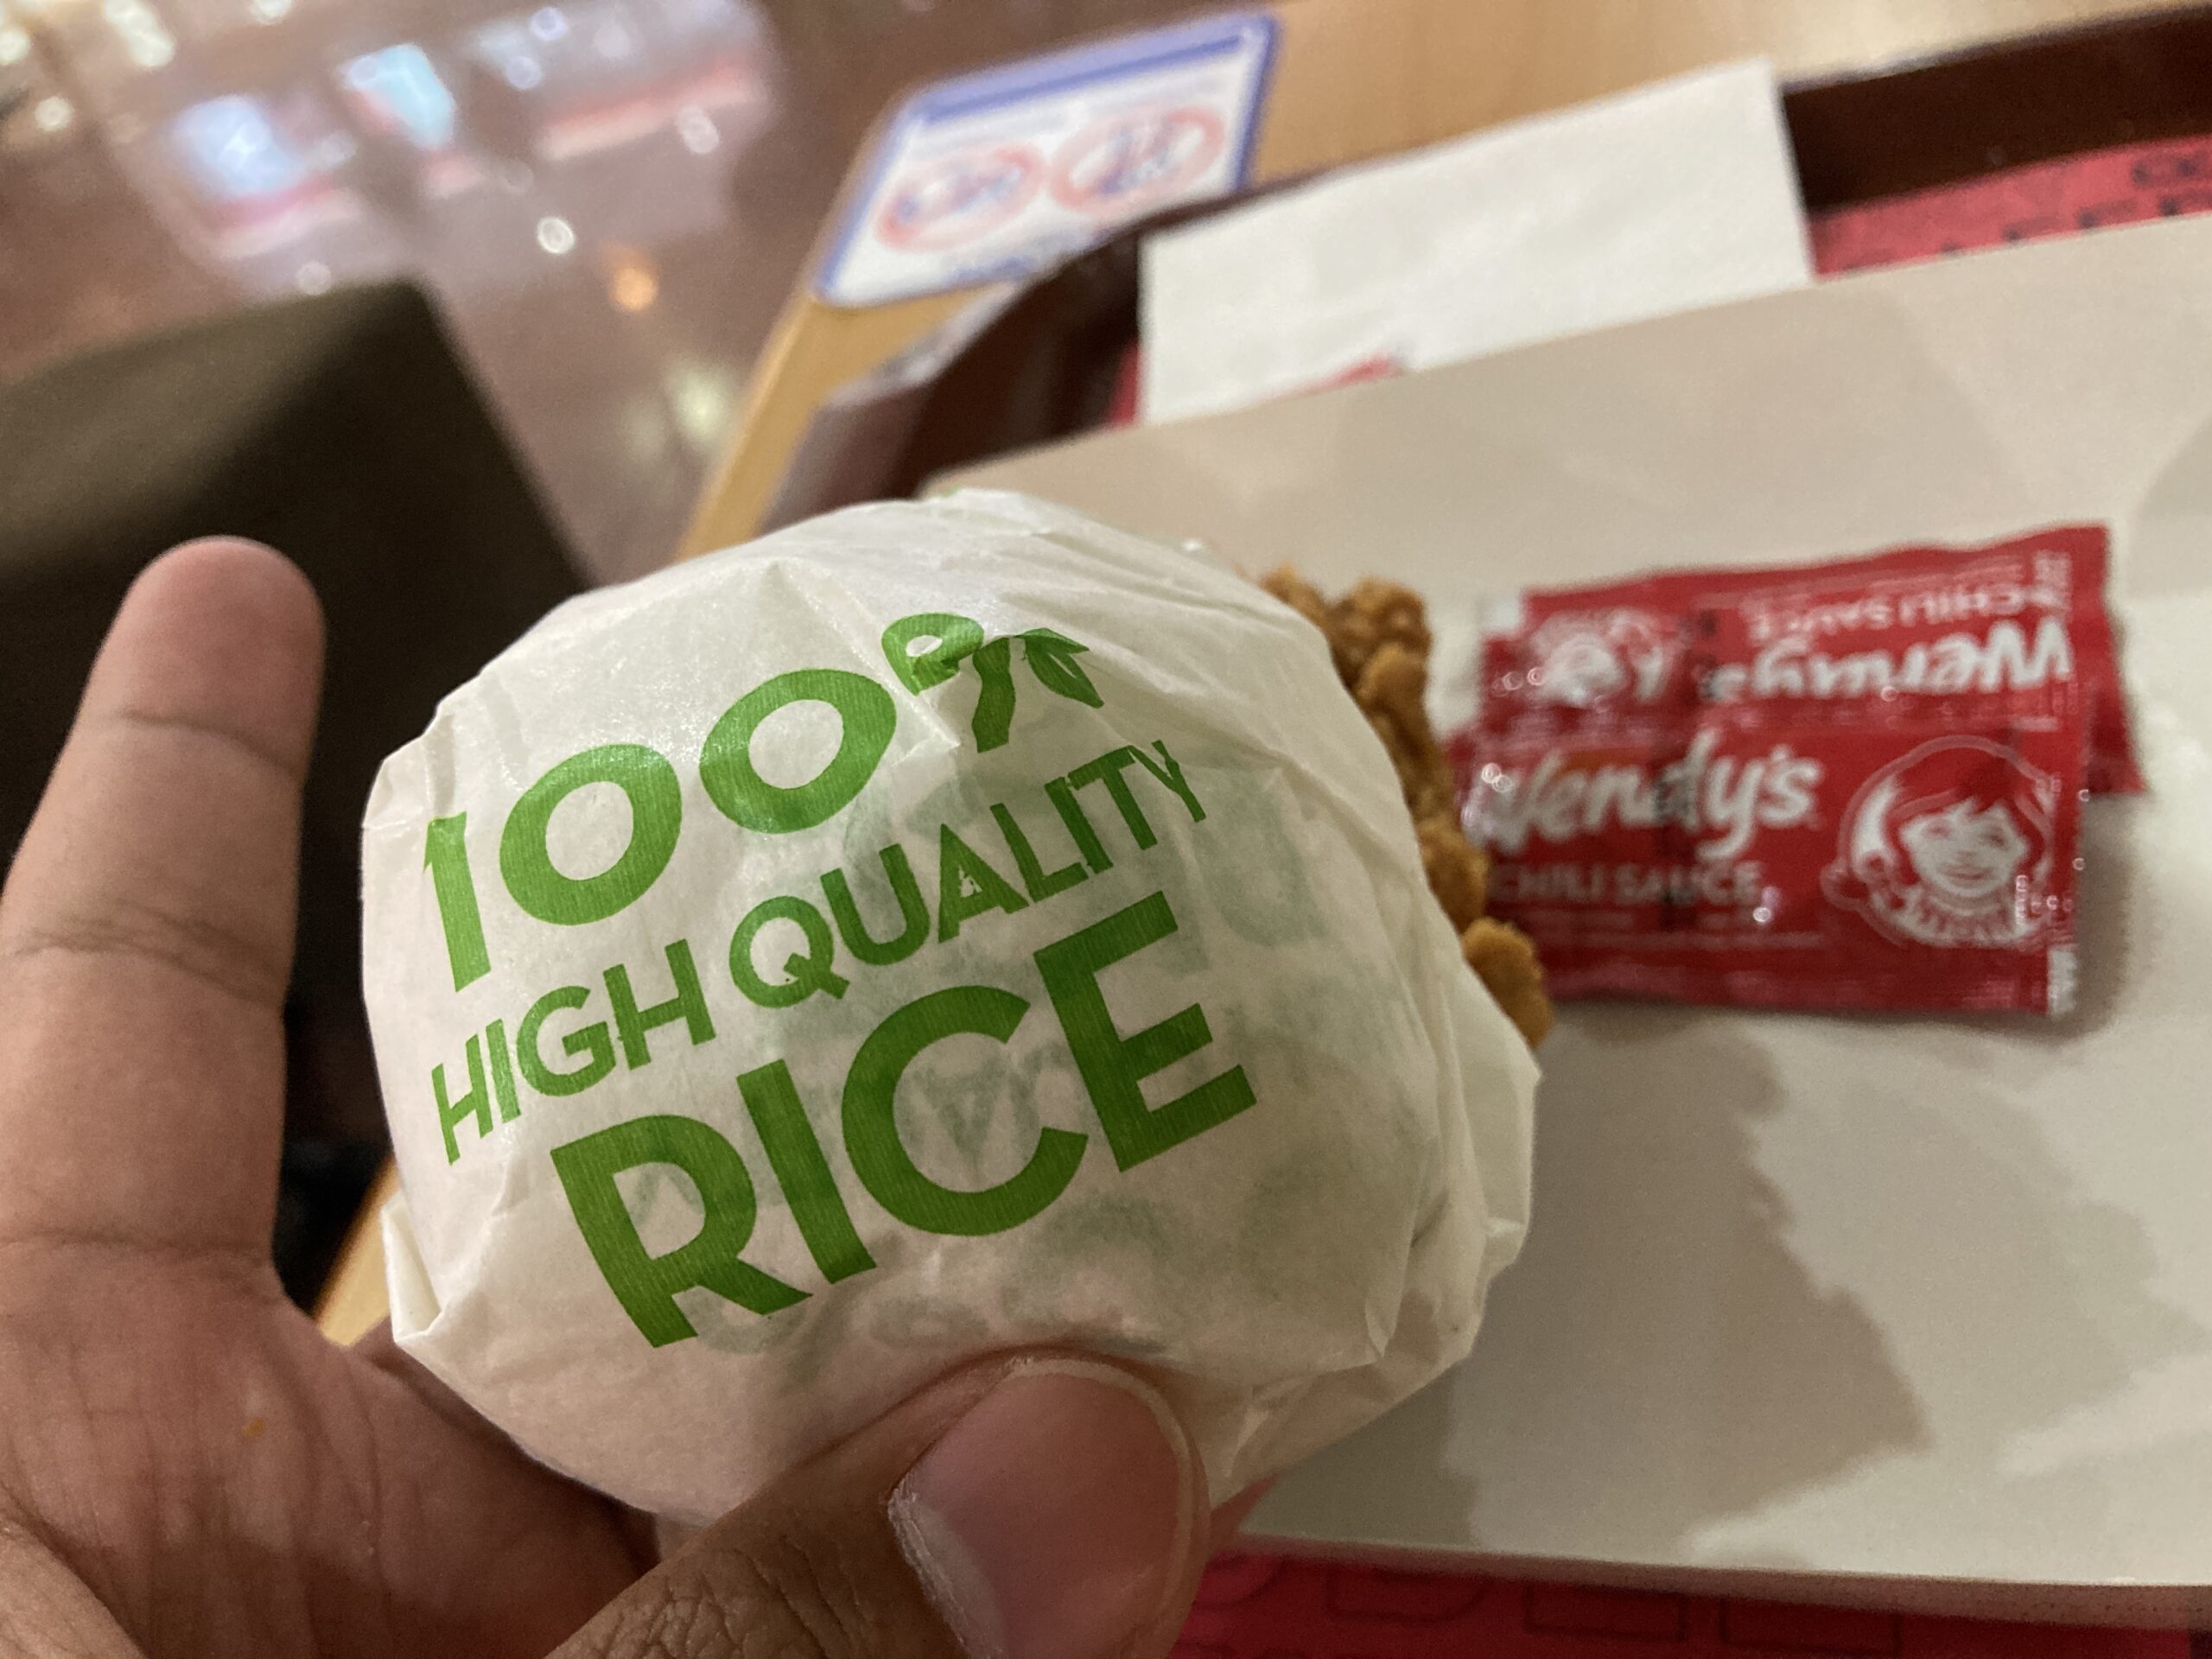 100%
HIGH QUALITY
RICE
Wendy's
CHILI SAUCE
Wendy's
CHILI SAUCE